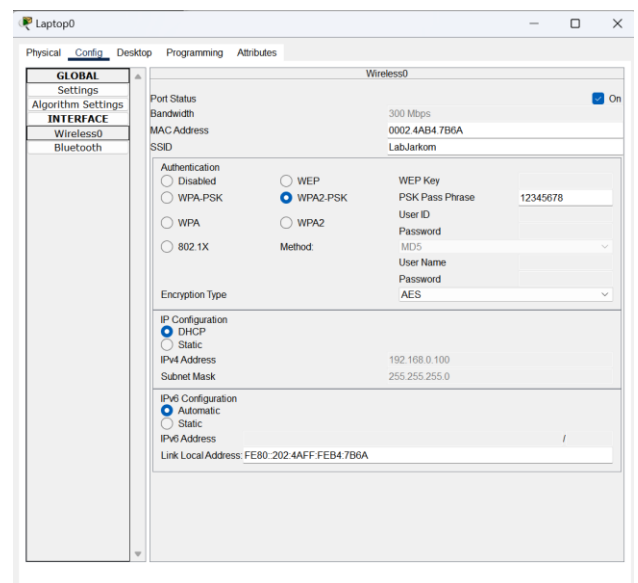 Laptop0
Physical Config Desktop Programming Attributes
GLOBAL
Settings
Algorithm Settings
INTERFACE
Wireless0
Bluetooth
Wireless0
Port Status On
Bandwidth 300 Mbps
MAC Address 0002.4AB4.7B6A
SSID LabJarkom
Authentication
Disabled WEP WEP Key
WPA-PSK WPA2-PSK PSK Pass Phrase 12345678
User ID
WPA WPA2
Password
802.1X Method: MD5
User Name
Password
Encryption Type AES
IP Configuration
DHCP
Static
IPv4 Address 192.168.0.100
Subnet Mask 255.255.255.0
IPv6 Configuration
Automatic
Static
IPv6 Address /
Link Local Address: FE80::202:4AFF:FEB4:7B6A